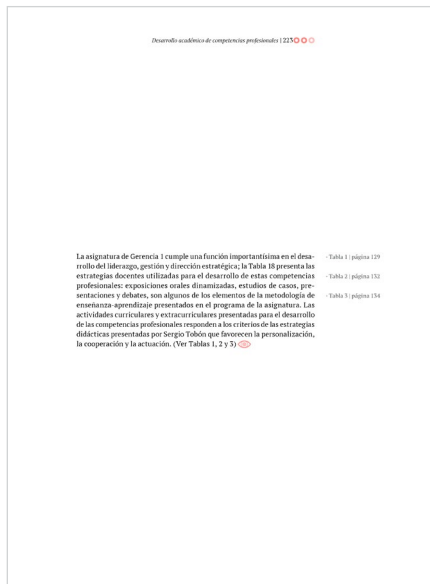 Desarrollo académico de competencias profesionales | 223
La asignatura de Gerencia 1 cumple una función importantísima en el desa-
rrollo del liderazgo, gestión y dirección estratégica; la Tabla 18 presenta las
estrategias docentes utilizadas para el desarrollo de estas competencias
profesionales: exposiciones orales dinamizadas, estudios de casos, pre-
sentaciones y debates, son algunos de los elementos de la metodología de
enseñanza-aprendizaje presentados en el programa de la asignatura. Las
actividades curriculares y extracurriculares presentadas para el desarrollo
de las competencias profesionales responden a los criterios de las estrategias
didácticas presentadas por Sergio Tobón que favorecen la personalización,
la cooperación y la actuación. (Ver Tablas 1, 2 y 3)
- Tabla 1 | página 129
- Tabla 2 | página 132
- Tabla 3 | página 134